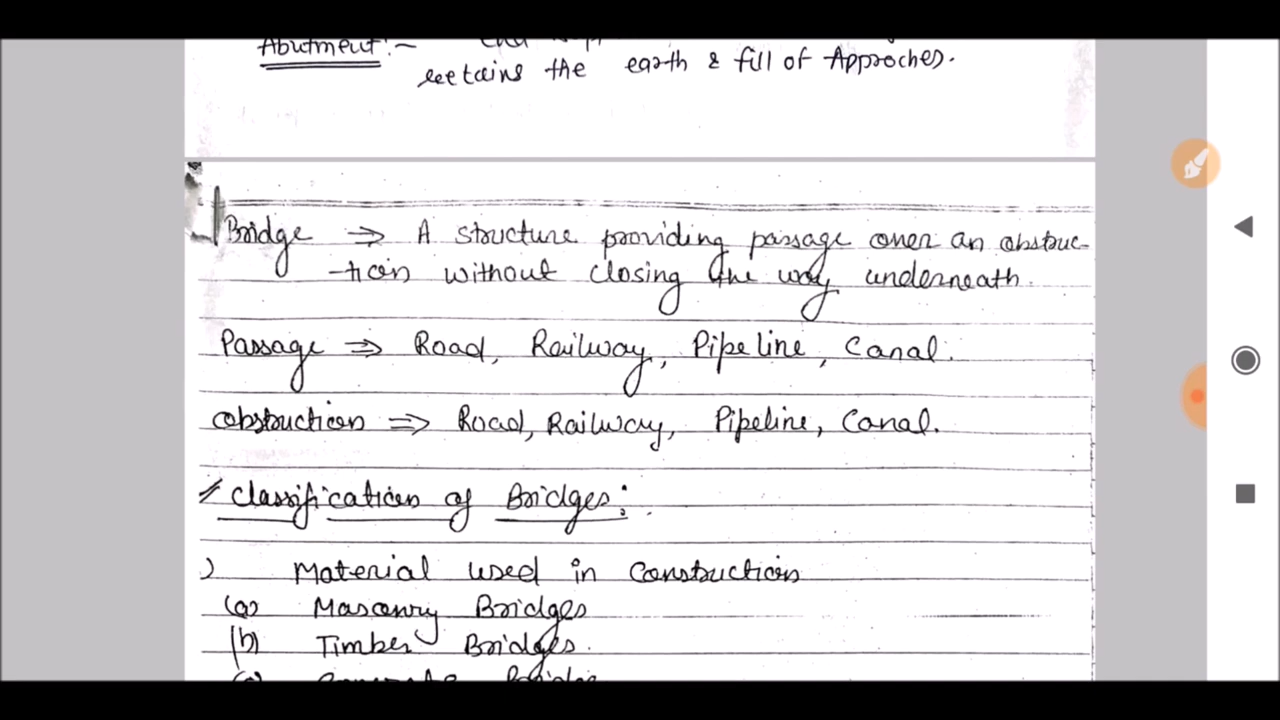 Abutment :-
retains the earth & fill of Approches.
Bridge ⇒ A structure providing passage over an obstruc-
-tion without closing the way underneath.
Passage ⇒ Road, Railway, Pipeline, Canal.
obstruction ⇒ Road, Railway, Pipeline, Canal.
Classification of Bridges:
) Material used in Construction
(a) Masonry Bridges
(b) Timber Bridges.